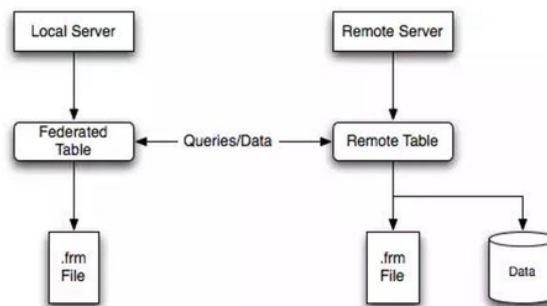 Local Server
Remote Server
Federated
Table
Queries/Data
Remote Table
.frm
File
.frm
File
Data